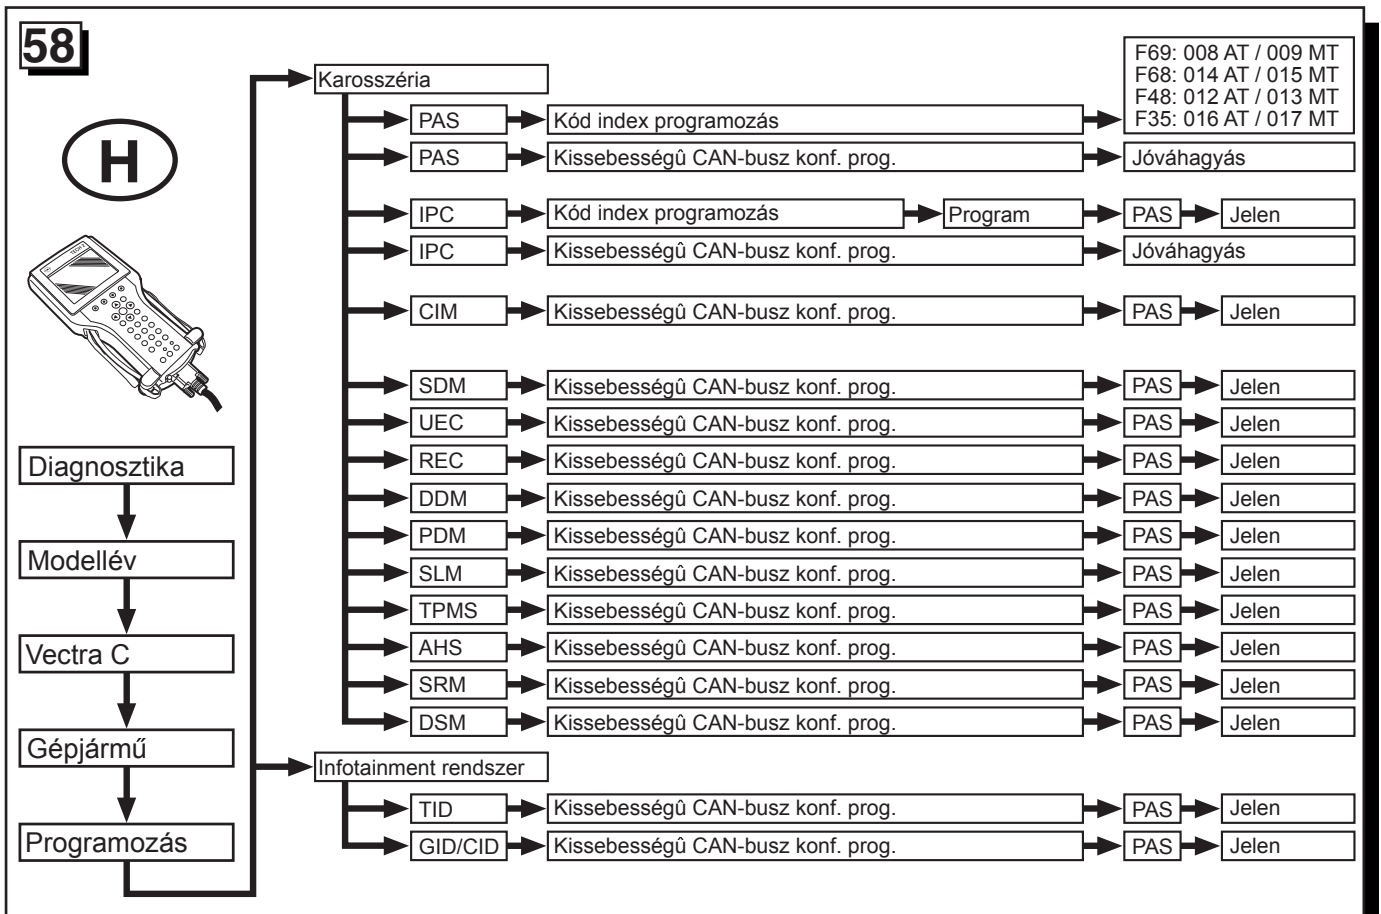 58
H
Diagnosztika
Modellév
Vectra C
Gépjármű
Programozás
Karosszéria
PAS Kód index programozás F69: 008 AT / 009 MT
F68: 014 AT / 015 MT
F48: 012 AT / 013 MT
F35: 016 AT / 017 MT
PAS Kissebességû CAN-busz konf. prog. Jóváhagyás
IPC Kód index programozás Program PAS Jelen
IPC Kissebességû CAN-busz konf. prog. Jóváhagyás
CIM Kissebességû CAN-busz konf. prog. PAS Jelen
SDM Kissebességû CAN-busz konf. prog. PAS Jelen
UEC Kissebességû CAN-busz konf. prog. PAS Jelen
REC Kissebességû CAN-busz konf. prog. PAS Jelen
DDM Kissebességû CAN-busz konf. prog. PAS Jelen
PDM Kissebességû CAN-busz konf. prog. PAS Jelen
SLM Kissebességû CAN-busz konf. prog. PAS Jelen
TPMS Kissebességû CAN-busz konf. prog. PAS Jelen
AHS Kissebességû CAN-busz konf. prog. PAS Jelen
SRM Kissebességû CAN-busz konf. prog. PAS Jelen
DSM Kissebességû CAN-busz konf. prog. PAS Jelen
Infotainment rendszer
TID Kissebességû CAN-busz konf. prog. PAS Jelen
GID/CID Kissebességû CAN-busz konf. prog. PAS Jelen